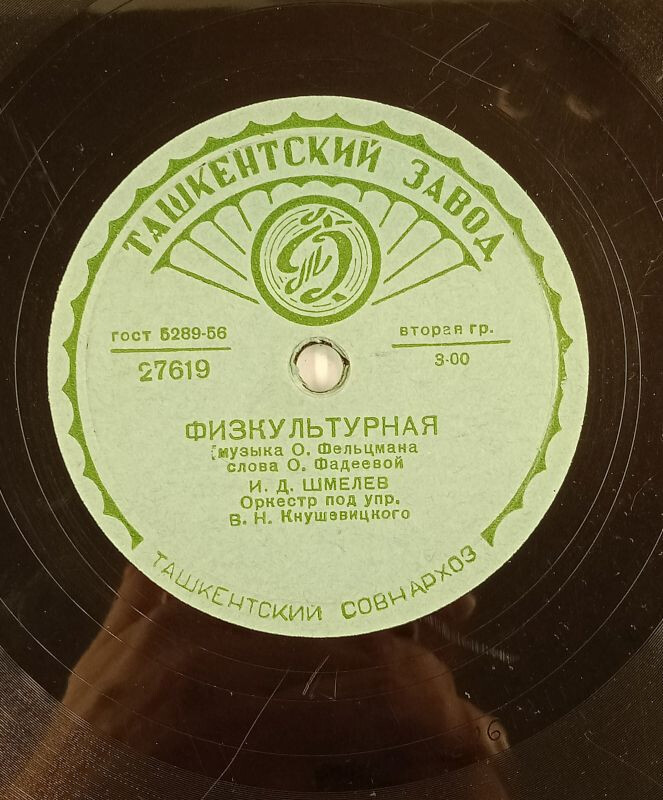 ТАШКЕНТСКИЙ ЗАВОД
гост 5289-56
27619
вторая гр.
3-00
ФИЗКУЛЬТУРНАЯ
(музыка О. Фельцмана
слова О. Фадеевой
И. Д. ШМЕЛЕВ
Оркестр под упр.
В. Н. Кнушевицкого
ТАШКЕНТСКИЙ СОВНАРХОЗ